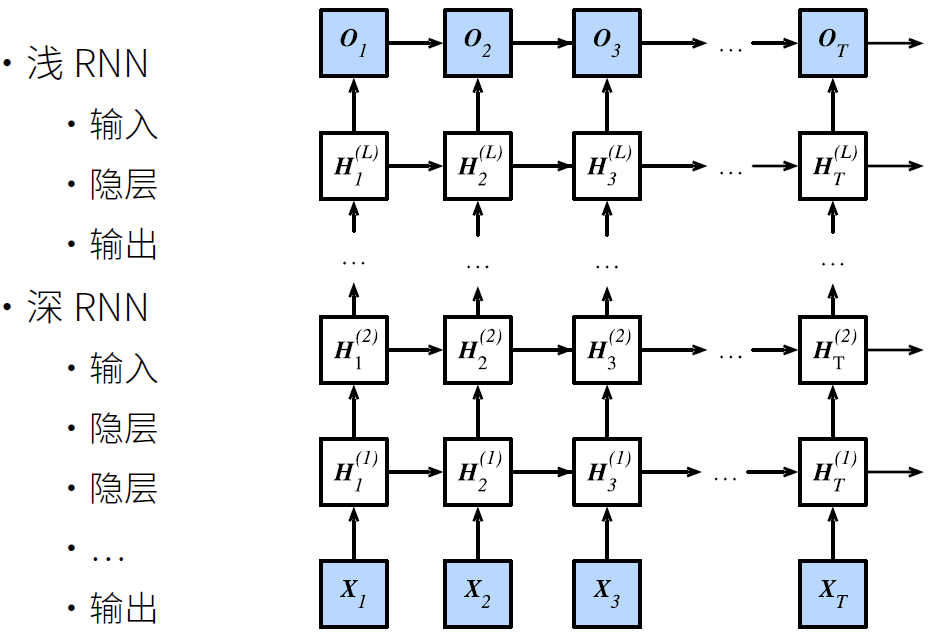 • 浅 RNN
• 输入
• 隐层
• 输出
• 深 RNN
• 输入
• 隐层
• 隐层
• …
• 输出
O_1 O_2 O_3 … O_T
H_1^(L) H_2^(L) H_3^(L) … H_T^(L)
… … … …
H_1^(2) H_2^(2) H_3^(2) … H_T^(2)
H_1^(1) H_2^(1) H_3^(1) … H_T^(1)
X_1 X_2 X_3 X_T